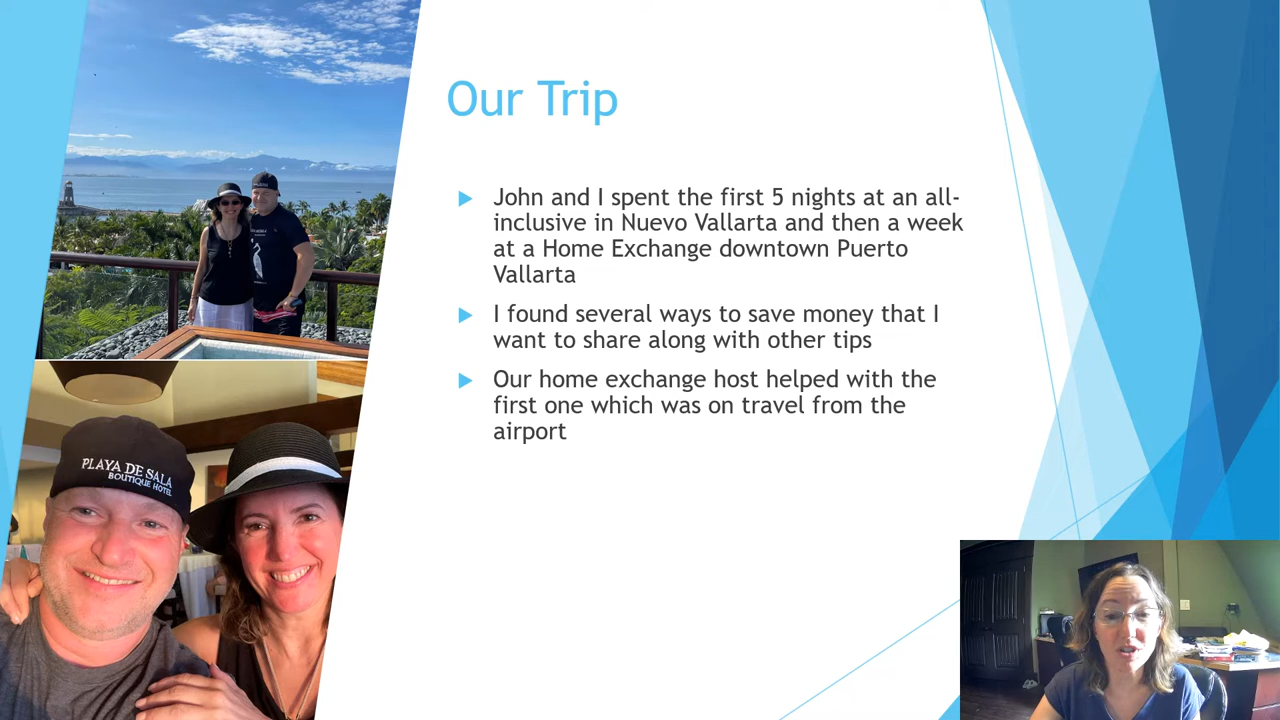 Our Trip
John and I spent the first 5 nights at an all-
inclusive in Nuevo Vallarta and then a week
at a Home Exchange downtown Puerto
Vallarta
I found several ways to save money that I
want to share along with other tips
Our home exchange host helped with the
first one which was on travel from the
airport
PLAYA DE SALA
BOUTIQUE HOTEL